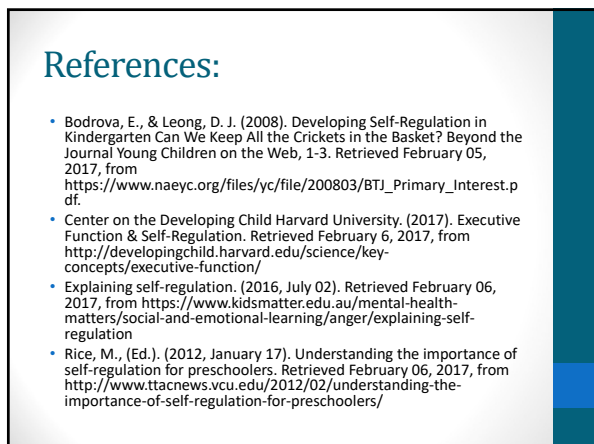 References:
• Bodrova, E., & Leong, D. J. (2008). Developing Self-Regulation in
Kindergarten Can We Keep All the Crickets in the Basket? Beyond the
Journal Young Children on the Web, 1-3. Retrieved February 05,
2017, from
https://www.naeyc.org/files/yc/file/200803/BTJ_Primary_Interest.p
df.
• Center on the Developing Child Harvard University. (2017). Executive
Function & Self-Regulation. Retrieved February 6, 2017, from
http://developingchild.harvard.edu/science/key-
concepts/executive-function/
• Explaining self-regulation. (2016, July 02). Retrieved February 06,
2017, from https://www.kidsmatter.edu.au/mental-health-
matters/social-and-emotional-learning/anger/explaining-self-
regulation
• Rice, M., (Ed.). (2012, January 17). Understanding the importance of
self-regulation for preschoolers. Retrieved February 06, 2017, from
http://www.ttacnews.vcu.edu/2012/02/understanding-the-
importance-of-self-regulation-for-preschoolers/